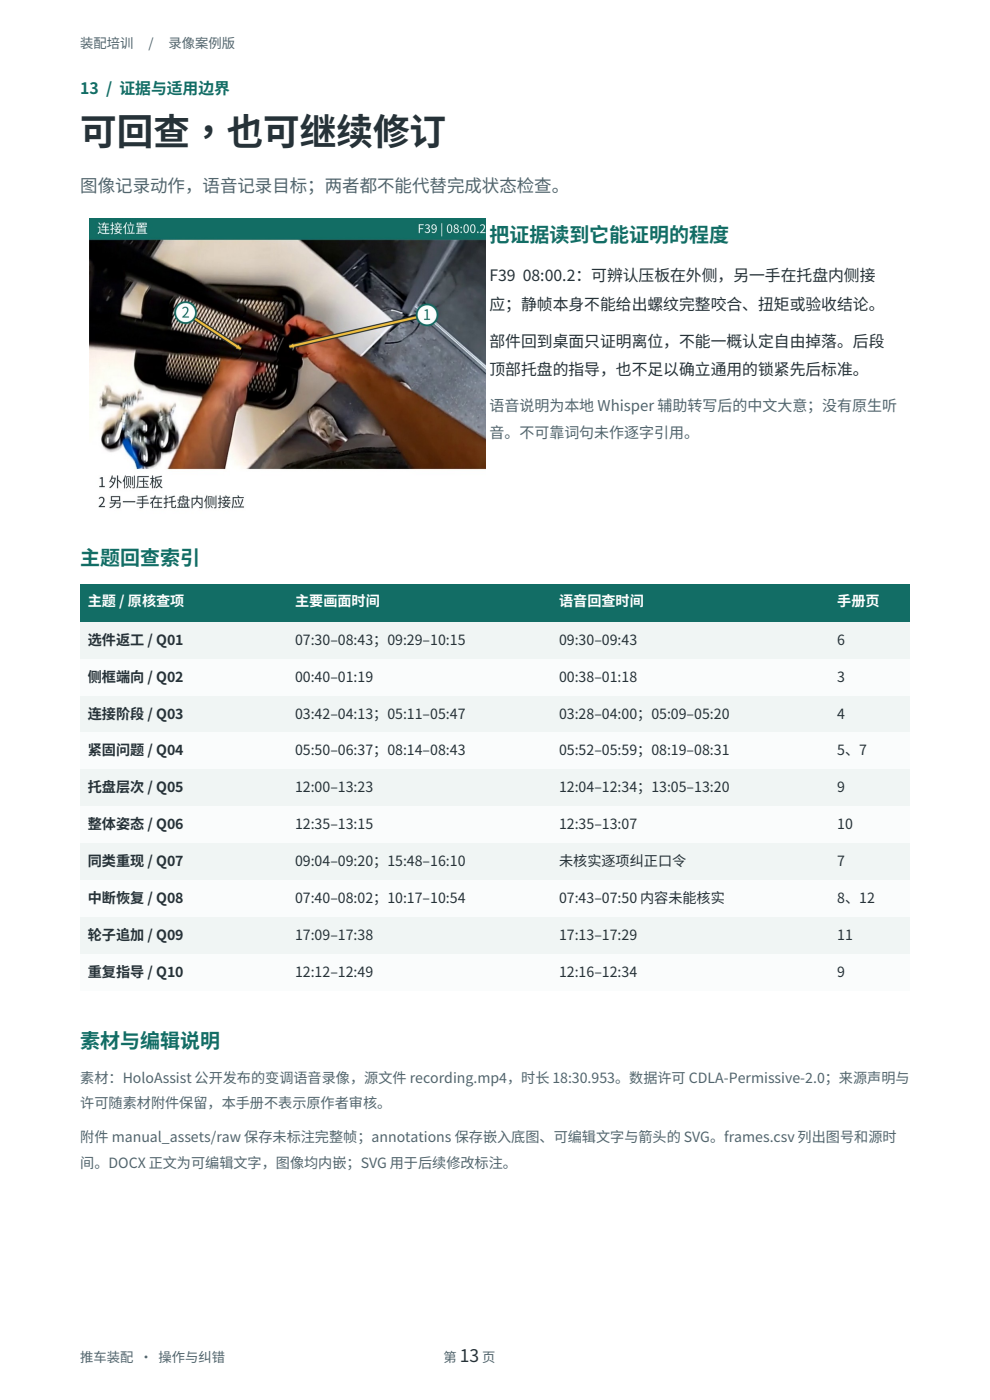 装配培训 / 录像案例版
13 / 证据与适用边界
可回查，也可继续修订
图像记录动作，语音记录目标；两者都不能代替完成状态检查。
连接位置 F39 | 08:00.2
2
1
1 外侧压板
2 另一手在托盘内侧接应
把证据读到它能证明的程度
F39 08:00.2：可辨认压板在外侧，另一手在托盘内侧接
应；静帧本身不能给出螺纹完整咬合、扭矩或验收结论。
部件回到桌面只证明离位，不能一概认定自由掉落。后段
顶部托盘的指导，也不足以确立通用的锁紧先后标准。
语音说明为本地 Whisper 辅助转写后的中文大意；没有原生听
音。不可靠词句未作逐字引用。
主题回查索引
主题 / 原核查项 主要画面时间 语音回查时间 手册页
选件返工 / Q01 07:30–08:43；09:29–10:15 09:30–09:43 6
侧框端向 / Q02 00:40–01:19 00:38–01:18 3
连接阶段 / Q03 03:42–04:13；05:11–05:47 03:28–04:00；05:09–05:20 4
紧固问题 / Q04 05:50–06:37；08:14–08:43 05:52–05:59；08:19–08:31 5、7
托盘层次 / Q05 12:00–13:23 12:04–12:34；13:05–13:20 9
整体姿态 / Q06 12:35–13:15 12:35–13:07 10
同类重现 / Q07 09:04–09:20；15:48–16:10 未核实逐项纠正口令 7
中断恢复 / Q08 07:40–08:02；10:17–10:54 07:43–07:50 内容未能核实 8、12
轮子追加 / Q09 17:09–17:38 17:13–17:29 11
重复指导 / Q10 12:12–12:49 12:16–12:34 9
素材与编辑说明
素材：HoloAssist 公开发布的变调语音录像，源文件 recording.mp4，时长 18:30.953。数据许可 CDLA-Permissive-2.0；来源声明与
许可随素材附件保留，本手册不表示原作者审核。
附件 manual_assets/raw 保存未标注完整帧；annotations 保存嵌入底图、可编辑文字与箭头的 SVG。frames.csv 列出图号和源时
间。DOCX 正文为可编辑文字，图像均内嵌；SVG 用于后续修改标注。
推车装配 · 操作与纠错 第 13 页